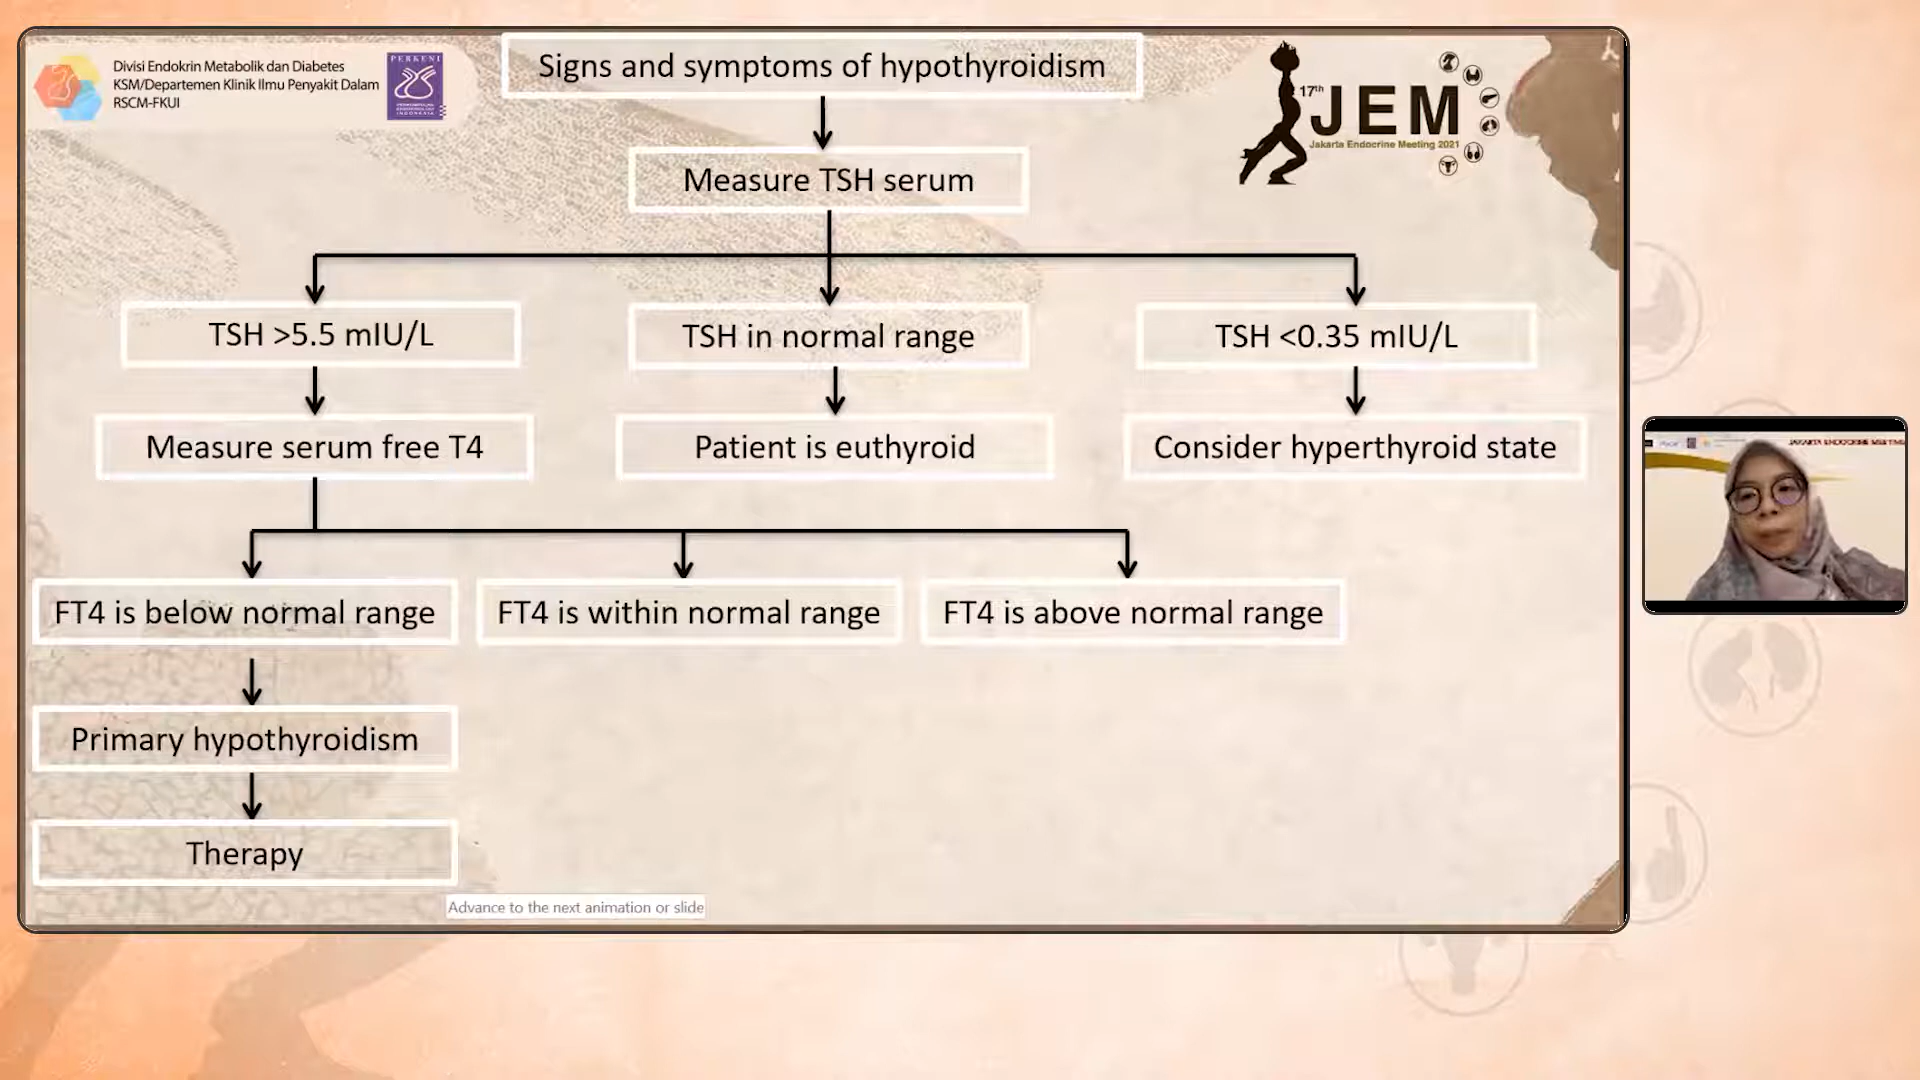 Divisi Endokrin Metabolik dan Diabetes
KSM/Departemen Klinik Ilmu Penyakit Dalam
RSCM-FKUI
PERKENI
Signs and symptoms of hypothyroidism
17th
JEM
Jakarta Endocrine Meeting 2021
Measure TSH serum
TSH >5.5 mIU/L
TSH in normal range
TSH <0.35 mIU/L
Measure serum free T4
Patient is euthyroid
Consider hyperthyroid state
JAKARTA ENDOCRINE MEETING
FT4 is below normal range
FT4 is within normal range
FT4 is above normal range
Primary hypothyroidism
Therapy
Advance to the next animation or slide